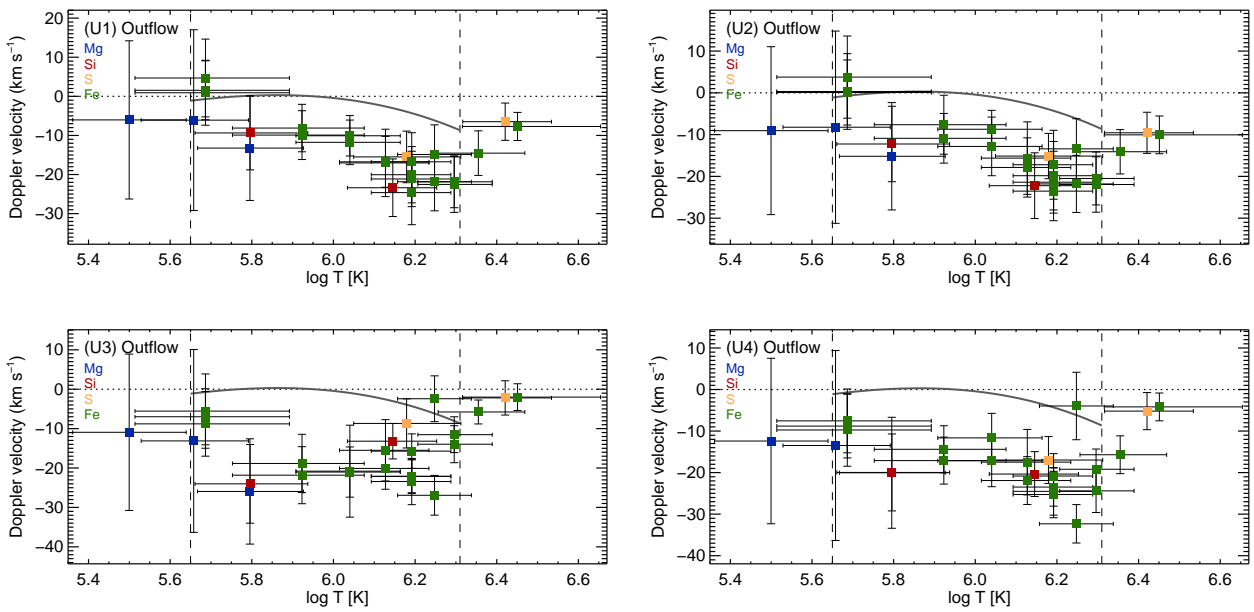 (U1) Outflow
Mg
Si
S
Fe
20
10
0
−10
−20
−30
Doppler velocity (km s⁻¹)
5.4 5.6 5.8 6.0 6.2 6.4 6.6
log T [K]
(U2) Outflow
Mg
Si
S
Fe
10
0
−10
−20
−30
Doppler velocity (km s⁻¹)
5.4 5.6 5.8 6.0 6.2 6.4 6.6
log T [K]
(U3) Outflow
Mg
Si
S
Fe
10
0
−10
−20
−30
−40
Doppler velocity (km s⁻¹)
5.4 5.6 5.8 6.0 6.2 6.4 6.6
log T [K]
(U4) Outflow
Mg
Si
S
Fe
10
0
−10
−20
−30
−40
Doppler velocity (km s⁻¹)
5.4 5.6 5.8 6.0 6.2 6.4 6.6
log T [K]